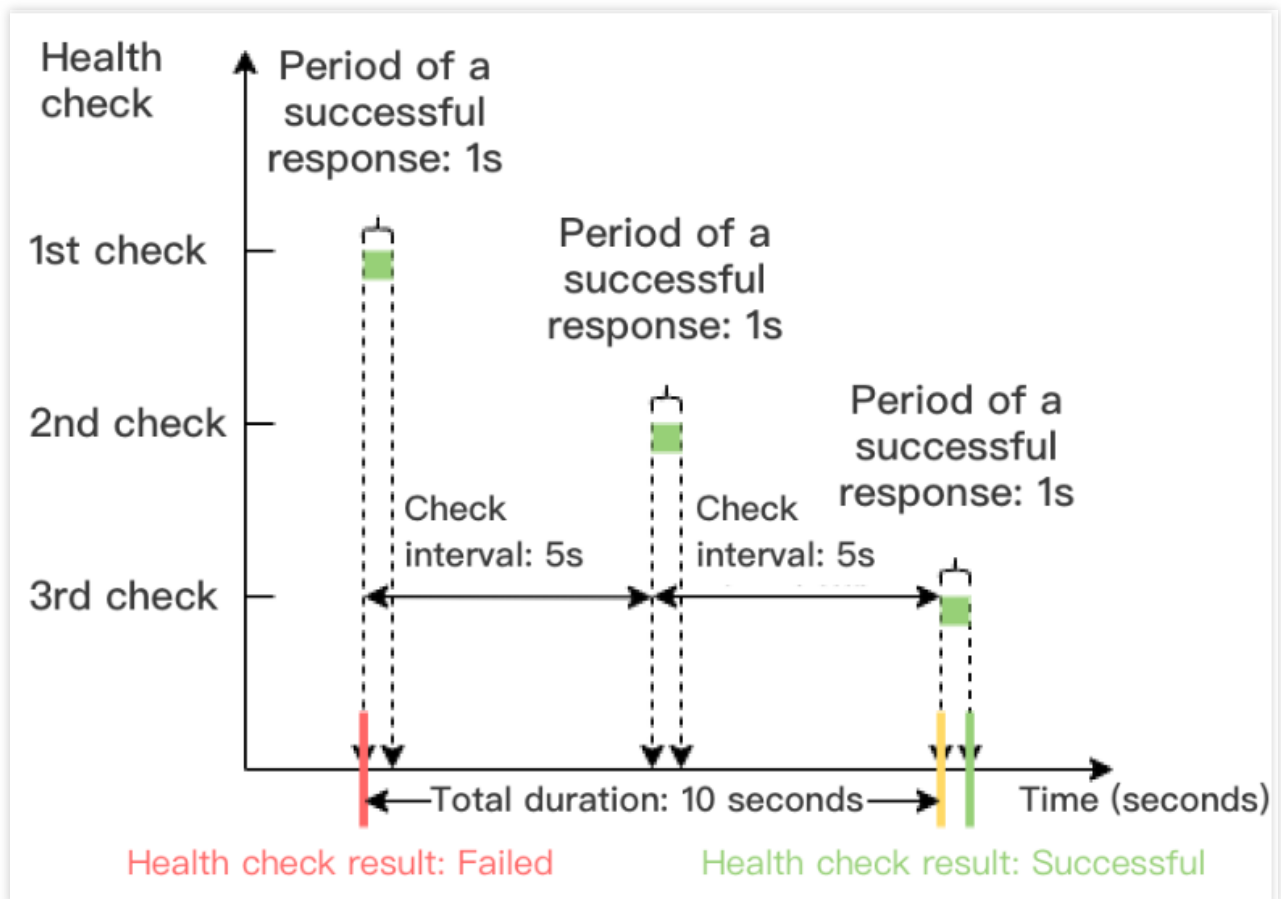 Health
check
Period of a
successful
response: 1s
1st check
Period of a
successful
response: 1s
2nd check
Period of a
successful
response: 1s
Check
interval: 5s
Check
interval: 5s
3rd check
Total duration: 10 seconds
Time (seconds)
Health check result: Failed
Health check result: Successful